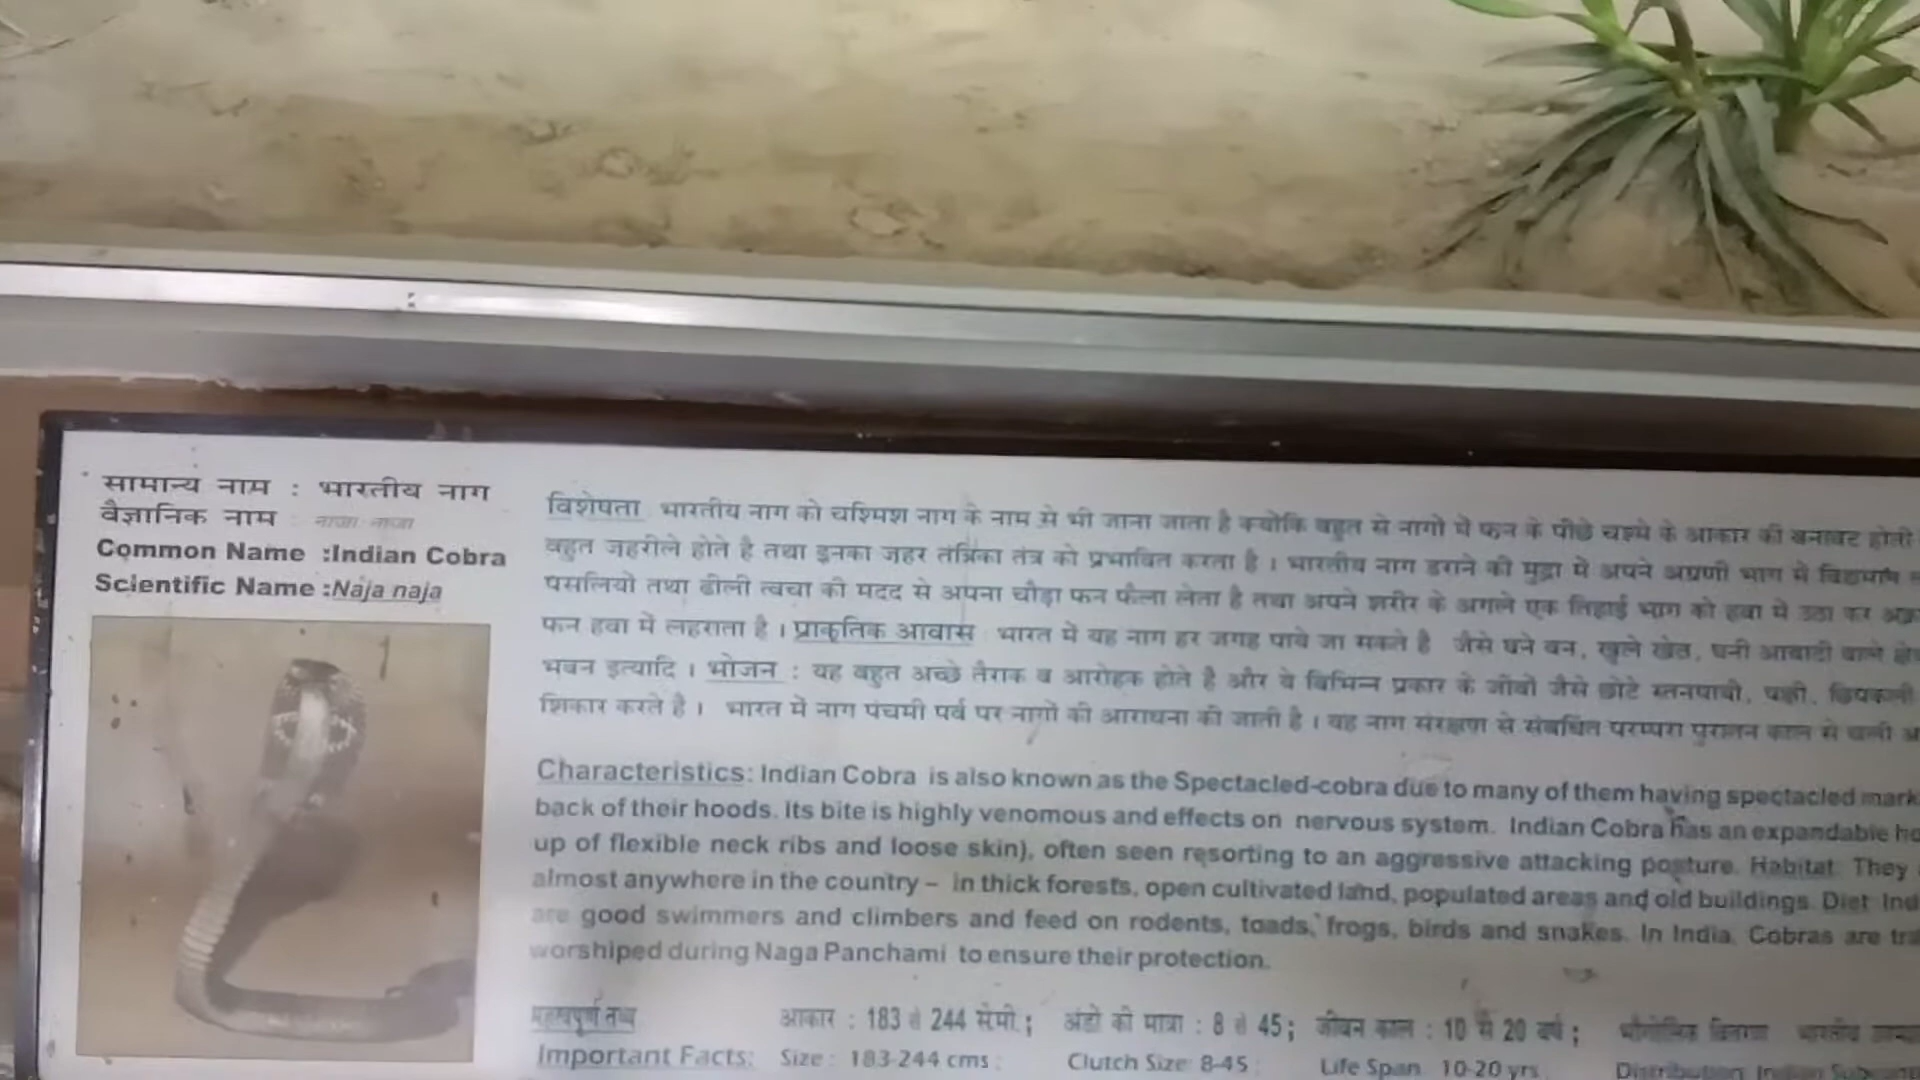 सामान्य नाम : भारतीय नाग
वैज्ञानिक नाम : नाजा नाजा
Common Name :Indian Cobra
Scientific Name :Naja naja
विशेषता भारतीय नाग को चश्मिश नाग के नाम से भी जाना जाता है क्योंकि बहुत से नागों में फन के पीछे चश्मे के आकार की बनावट होती
बहुत जहरीले होते है तथा इनका जहर तंत्रिका तंत्र को प्रभावित करता है । भारतीय नाग डराने की मुद्रा में अपने अग्रणी भाग में विद्यमान
पसलियों तथा ढीली त्वचा की मदद से अपना चौड़ा फन फैला लेता है तथा अपने शरीर के अगले एक तिहाई भाग को हवा में उठा कर
फन हवा में लहराता है । प्राकृतिक आवास भारत में यह नाग हर जगह पाये जा सकते है जैसे घने वन, खुले खेत, घनी आबादी वाले
भवन इत्यादि । भोजन : यह बहुत अच्छे तैराक व आरोहक होते है और ये विभिन्न प्रकार के जीवों जैसे छोटे स्तनपायी, पक्षी, छिपकली
शिकार करते है । भारत में नाग पंचमी पर्व पर नागों की आराधना की जाती है । यह नाग संरक्षण से संबधित परम्परा पुरातन काल से चली
Characteristics: Indian Cobra is also known as the Spectacled-cobra due to many of them having spectacled mark
back of their hoods. Its bite is highly venomous and effects on nervous system. Indian Cobra has an expandable
up of flexible neck ribs and loose skin), often seen resorting to an aggressive attacking posture. Habitat: They
almost anywhere in the country – in thick forests, open cultivated land, populated areas and old buildings. Diet: Ind
are good swimmers and climbers and feed on rodents, toads, frogs, birds and snakes. In India, Cobras are
worshiped during Naga Panchami to ensure their protection.
महत्वपूर्ण तथ्य आकार : 183 से 244 सेमी.; अंडो की मात्रा : 8 से 45; जीवन काल : 10 से 20 वर्ष; भौगोलिक वितरण भारतीय
Important Facts: Size : 183-244 cms ; Clutch Size: 8-45 ; Life Span 10-20 yrs Distribution: Indian